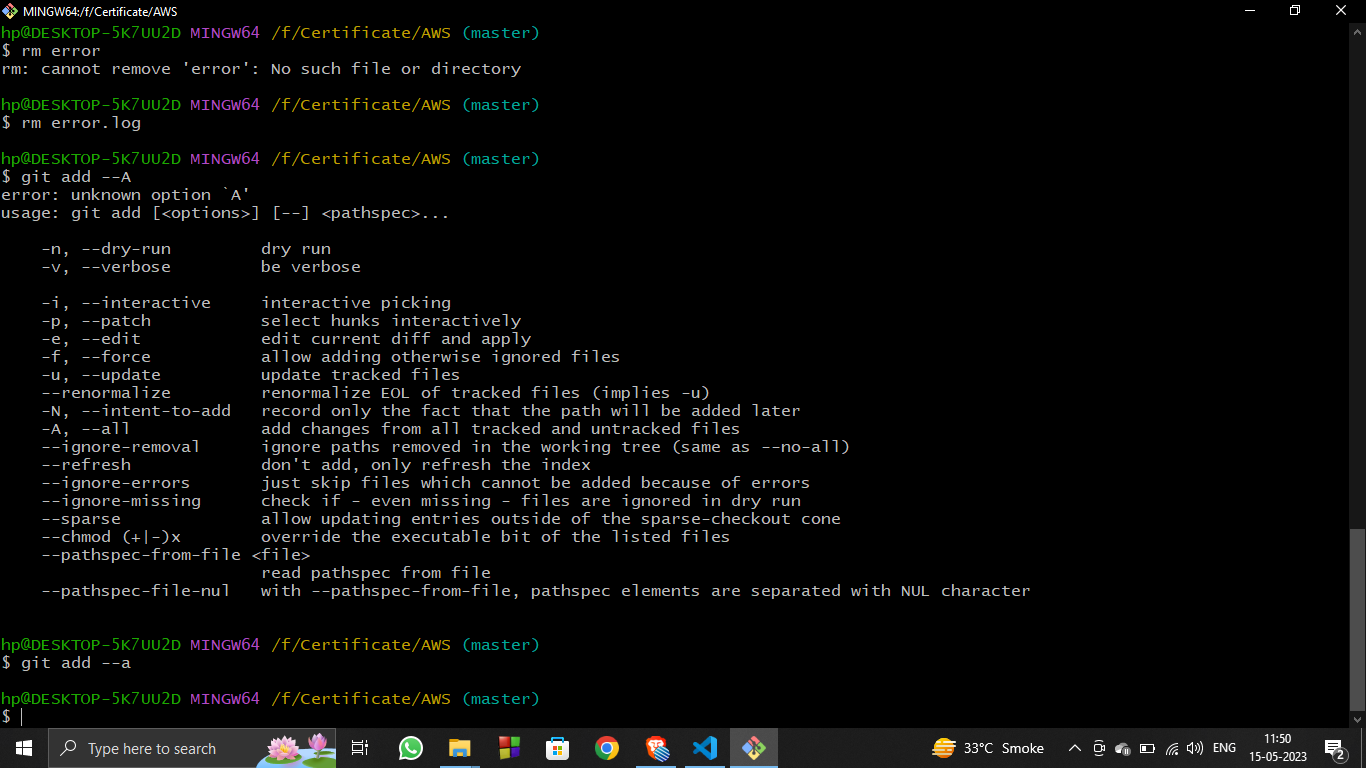 MINGW64:/f/Certificate/AWS
hp@DESKTOP-5K7UU2D MINGW64 /f/Certificate/AWS (master)
$ rm error
rm: cannot remove 'error': No such file or directory
hp@DESKTOP-5K7UU2D MINGW64 /f/Certificate/AWS (master)
$ rm error.log
hp@DESKTOP-5K7UU2D MINGW64 /f/Certificate/AWS (master)
$ git add --A
error: unknown option `A'
usage: git add [<options>] [--] <pathspec>...
-n, --dry-run dry run
-v, --verbose be verbose
-i, --interactive interactive picking
-p, --patch select hunks interactively
-e, --edit edit current diff and apply
-f, --force allow adding otherwise ignored files
-u, --update update tracked files
--renormalize renormalize EOL of tracked files (implies -u)
-N, --intent-to-add record only the fact that the path will be added later
-A, --all add changes from all tracked and untracked files
--ignore-removal ignore paths removed in the working tree (same as --no-all)
--refresh don't add, only refresh the index
--ignore-errors just skip files which cannot be added because of errors
--ignore-missing check if - even missing - files are ignored in dry run
--sparse allow updating entries outside of the sparse-checkout cone
--chmod (+|-)x override the executable bit of the listed files
--pathspec-from-file <file>
read pathspec from file
--pathspec-file-nul with --pathspec-from-file, pathspec elements are separated with NUL character
hp@DESKTOP-5K7UU2D MINGW64 /f/Certificate/AWS (master)
$ git add --a
hp@DESKTOP-5K7UU2D MINGW64 /f/Certificate/AWS (master)
$
Type here to search
33°C Smoke
ENG
11:50
15-05-2023
2